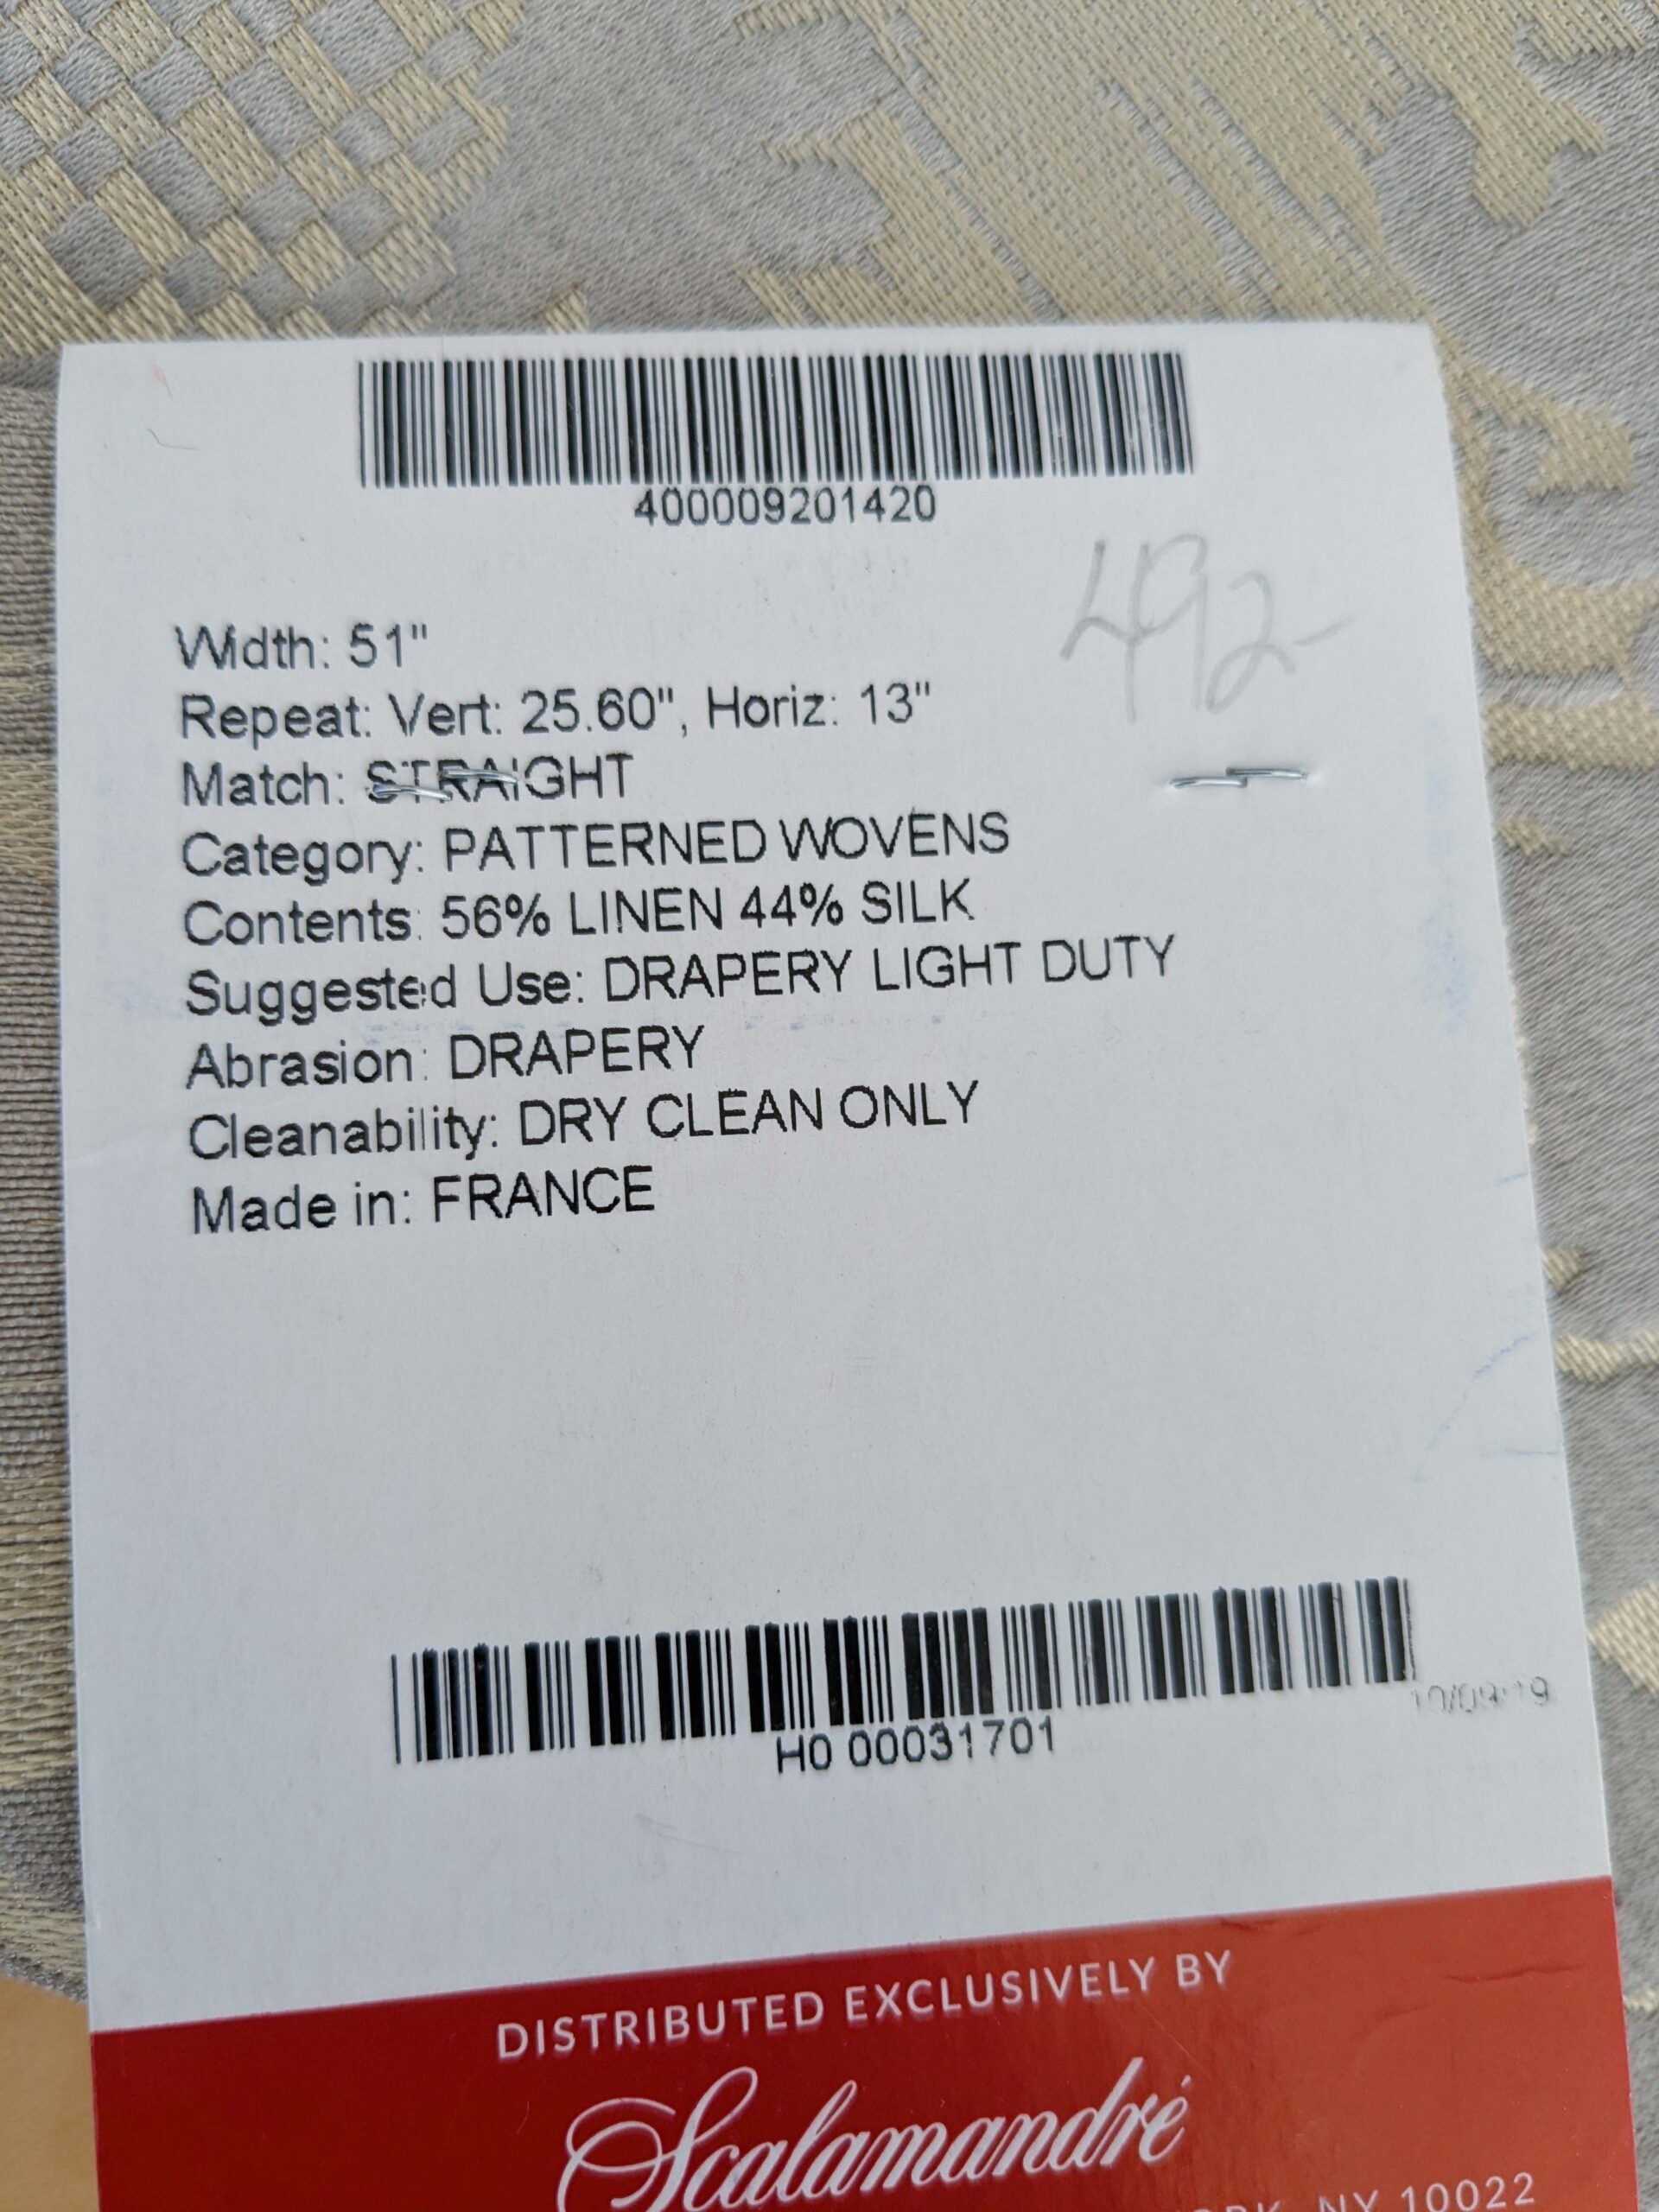 400009201420
492-
Width: 51"
Repeat: Vert: 25.60", Horiz: 13"
Match: STRAIGHT
Category: PATTERNED WOVENS
Contents: 56% LINEN 44% SILK
Suggested Use: DRAPERY LIGHT DUTY
Abrasion: DRAPERY
Cleanability: DRY CLEAN ONLY
Made in: FRANCE
H0 00031701
DISTRIBUTED EXCLUSIVELY BY
Scalamandré
NY 10022